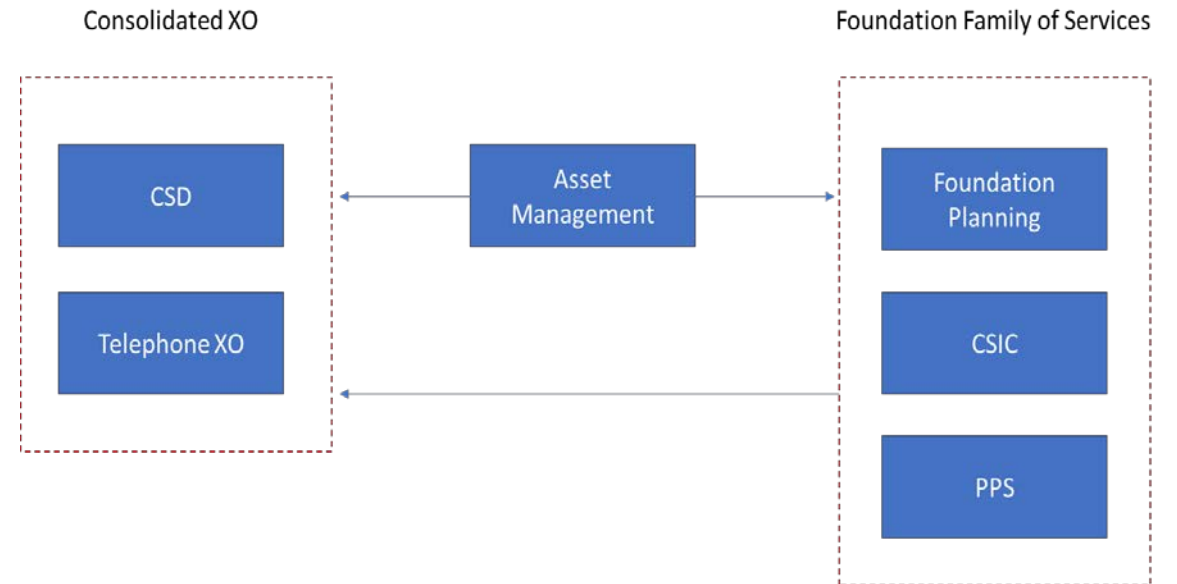 Consolidated XO
Foundation Family of Services
CSD
Asset
Management
Foundation
Planning
Telephone XO
CSIC
PPS